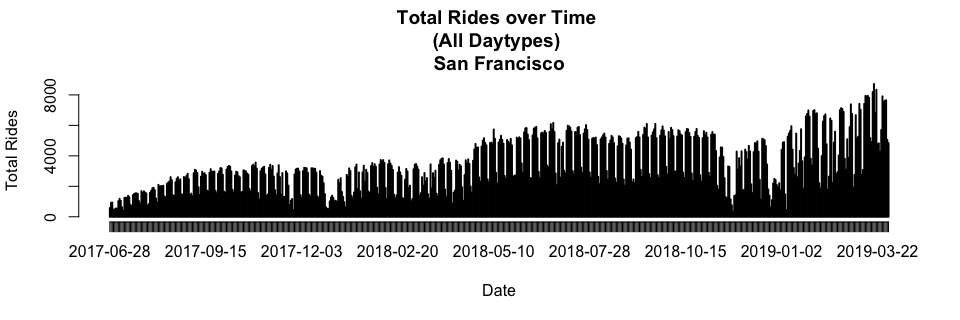 Total Rides over Time
(All Daytypes)
San Francisco
Total Rides
8000
4000
0
2017-06-28 2017-09-15 2017-12-03 2018-02-20 2018-05-10 2018-07-28 2018-10-15 2019-01-02 2019-03-22
Date